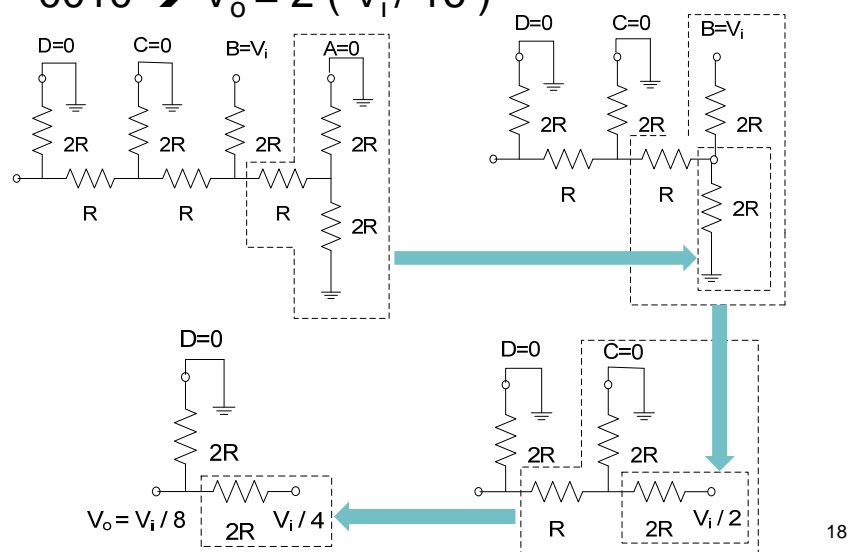 0010 → Vₒ = 2 ( Vᵢ / 16 )
D=0 C=0 B=Vᵢ A=0
2R 2R 2R 2R
R R R
2R
D=0 C=0 B=Vᵢ
2R 2R 2R
R R
2R
D=0
2R
Vₒ = Vᵢ / 8 2R Vᵢ / 4
D=0 C=0
2R 2R
R 2R Vᵢ / 2
18